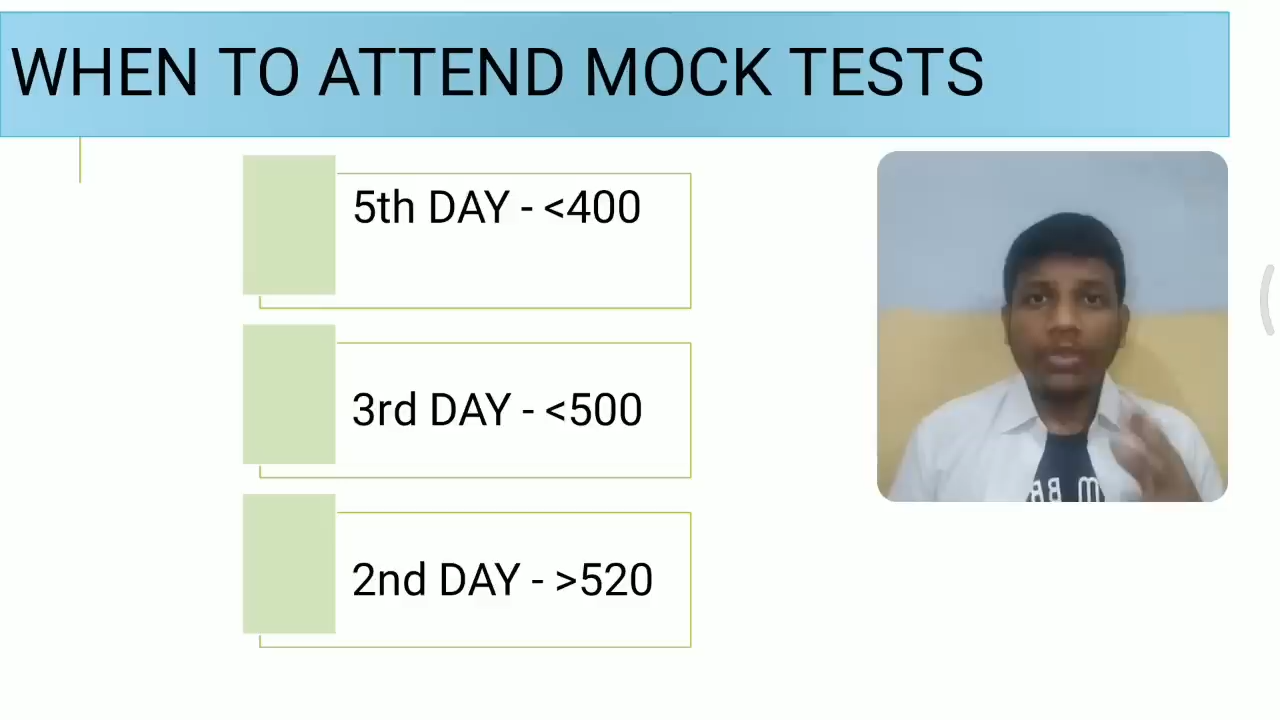 WHEN TO ATTEND MOCK TESTS
5th DAY - <400
3rd DAY - <500
2nd DAY - >520